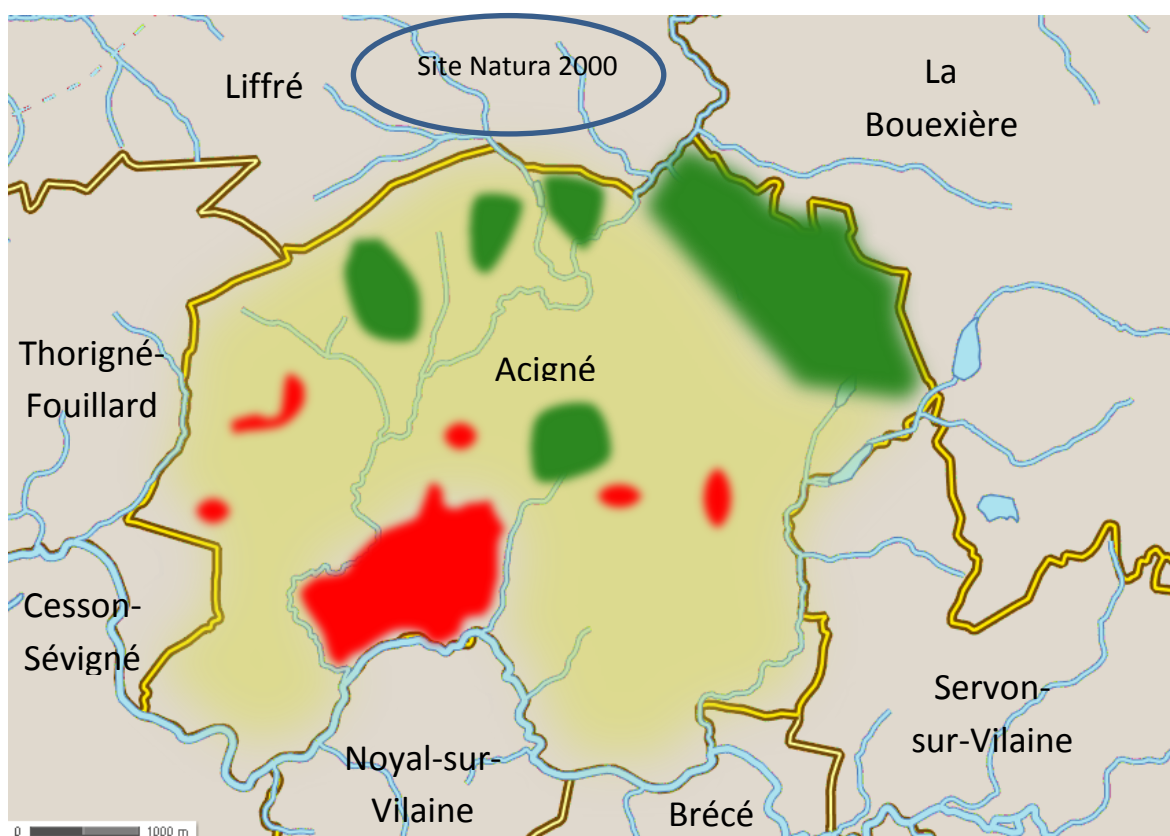 Site Natura 2000
Liffré
La
Bouexière
Thorigné-
Fouillard
Acigné
Cesson-
Sévigné
Servon-
sur-Vilaine
Noyal-sur-
Vilaine
Brécé
0 1000 m